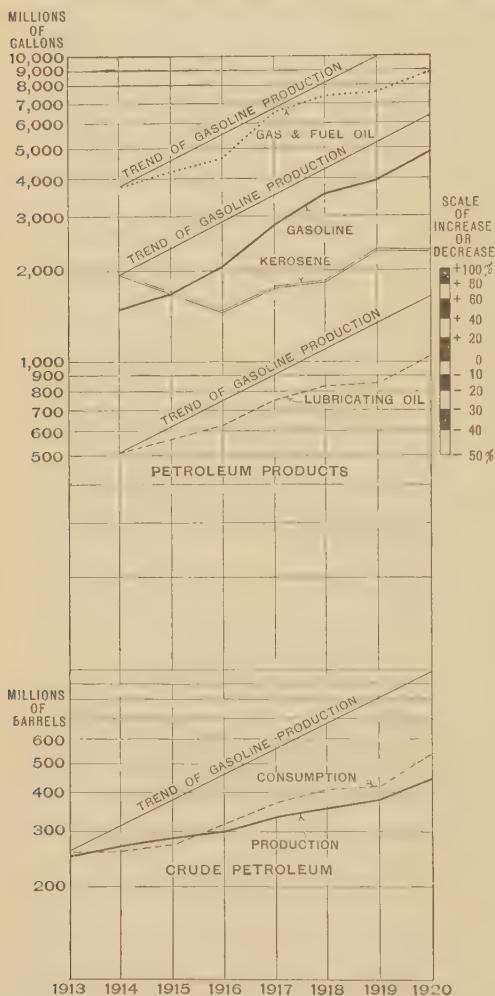 MILLIONS
OF
GALLONS
10,000
9,000
8,000
7,000
6,000
5,000
4,000
3,000
2,000
1,000
900
800
700
600
500
TREND OF GASOLINE PRODUCTION
GAS & FUEL OIL
TREND OF GASOLINE PRODUCTION
GASOLINE
KEROSENE
TREND OF GASOLINE PRODUCTION
LUBRICATING OIL
PETROLEUM PRODUCTS
SCALE
OF
INCREASE
OR
DECREASE
+100%
+ 80
+ 60
+ 40
+ 20
0
- 10
- 20
- 30
- 40
- 50%
MILLIONS
OF
BARRELS
600
500
400
300
200
TREND OF GASOLINE PRODUCTION
CONSUMPTION
PRODUCTION
CRUDE PETROLEUM
1913 1914 1915 1916 1917 1918 1919 1920